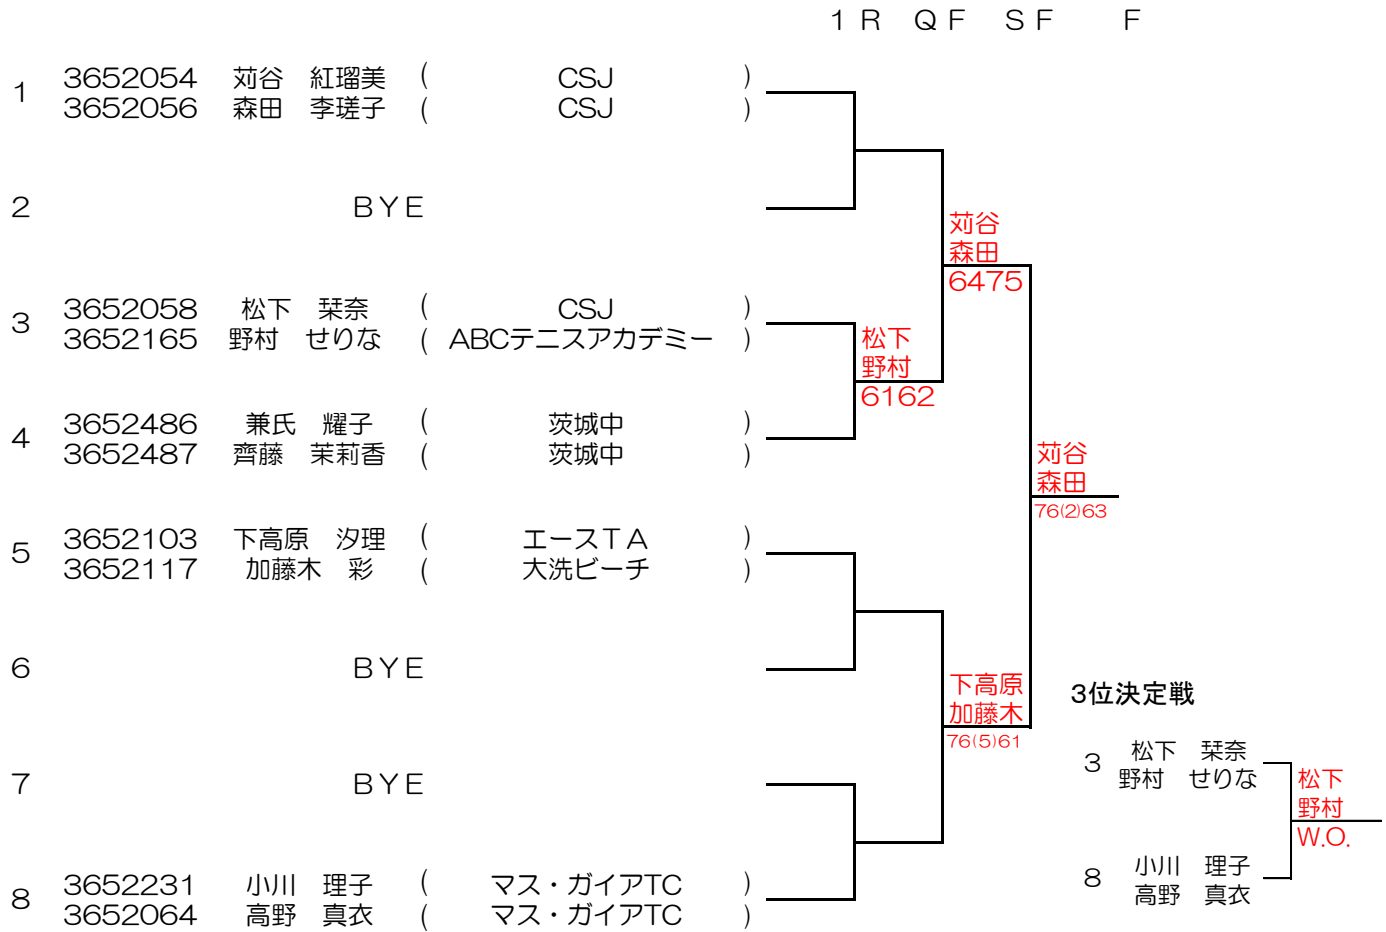 １Ｒ ＱＦ ＳＦ Ｆ
1 3652054 苅谷 紅瑠美 ( CSJ )
3652056 森田 李瑳子 ( CSJ )
2 ＢＹＥ
苅谷
森田
6475
3 3652058 松下 栞奈 ( CSJ )
3652165 野村 せりな ( ABCテニスアカデミー )
松下
野村
6162
4 3652486 兼氏 耀子 ( 茨城中 )
3652487 齊藤 茉莉香 ( 茨城中 )
苅谷
森田
76(2)63
5 3652103 下高原 汐理 ( エースＴＡ )
3652117 加藤木 彩 ( 大洗ビーチ )
6 ＢＹＥ
下高原
加藤木
76(5)61
7 ＢＹＥ
8 3652231 小川 理子 ( マス・ガイアTC )
3652064 高野 真衣 ( マス・ガイアTC )
3位決定戦
3 松下 栞奈
野村 せりな
松下
野村
W.O.
8 小川 理子
高野 真衣